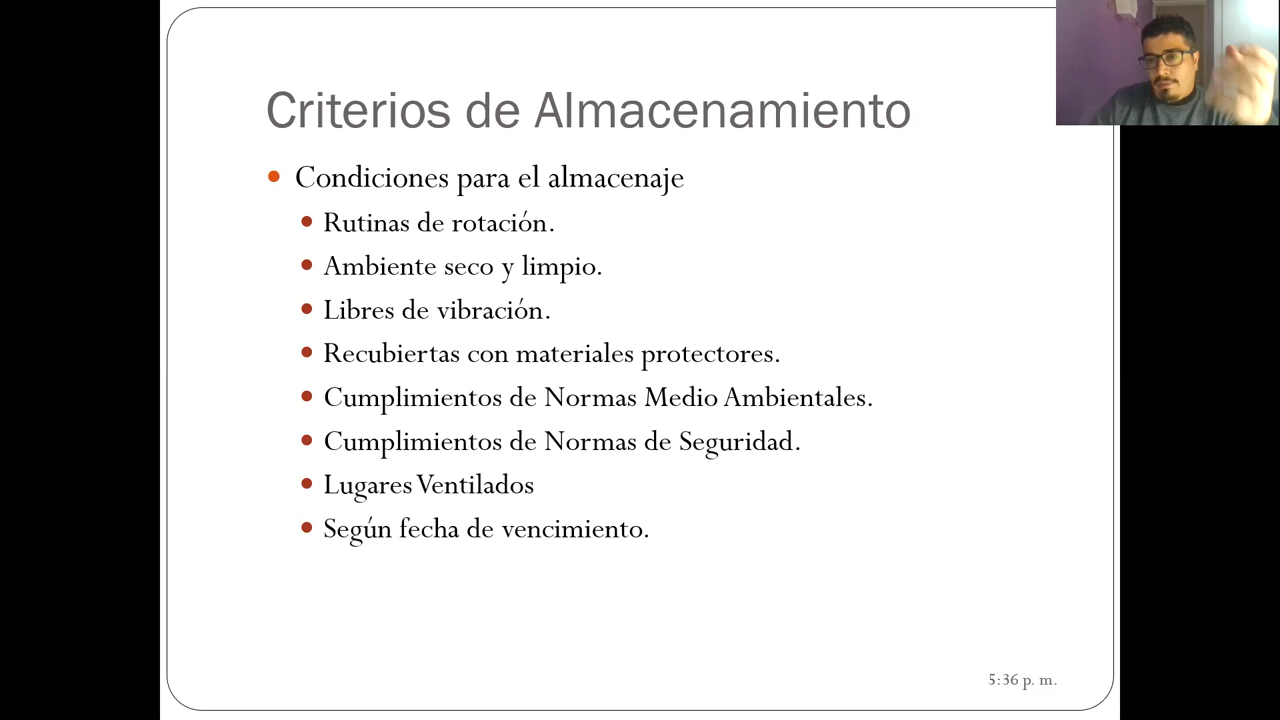 Criterios de Almacenamiento
Condiciones para el almacenaje
Rutinas de rotación.
Ambiente seco y limpio.
Libres de vibración.
Recubiertas con materiales protectores.
Cumplimientos de Normas Medio Ambientales.
Cumplimientos de Normas de Seguridad.
Lugares Ventilados
Según fecha de vencimiento.
5:36 p. m.